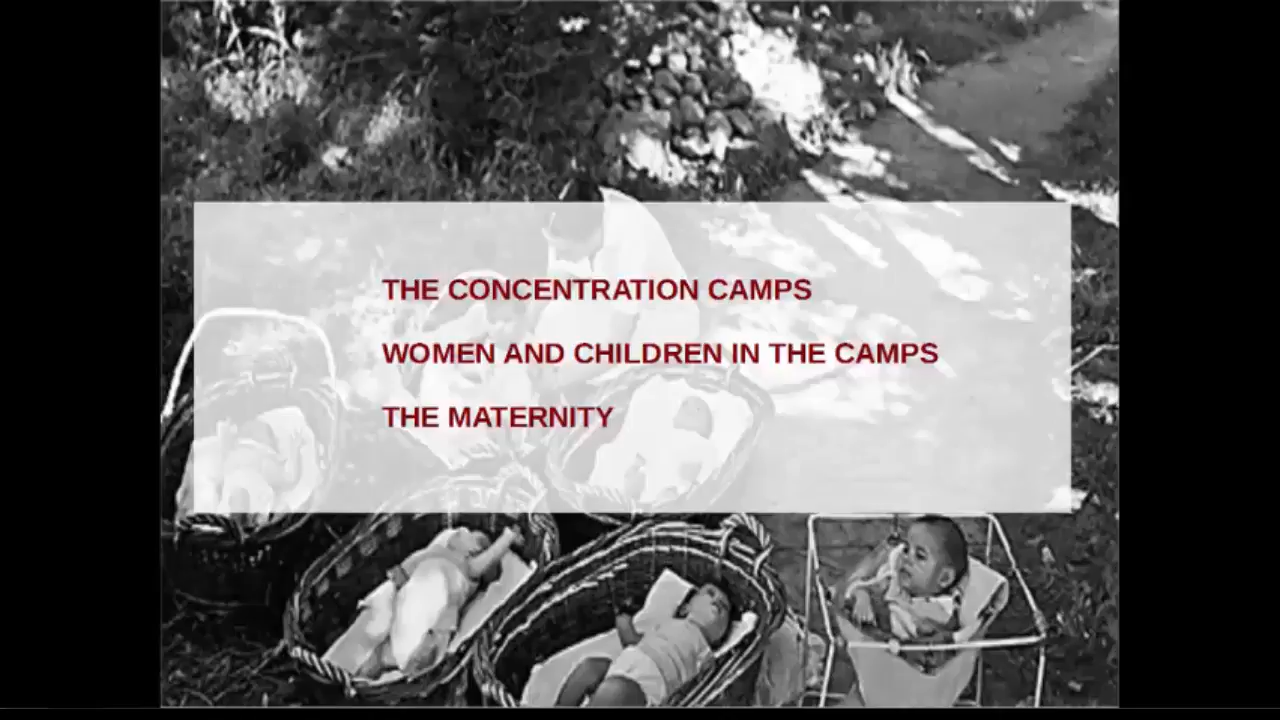 THE CONCENTRATION CAMPS
WOMEN AND CHILDREN IN THE CAMPS
THE MATERNITY